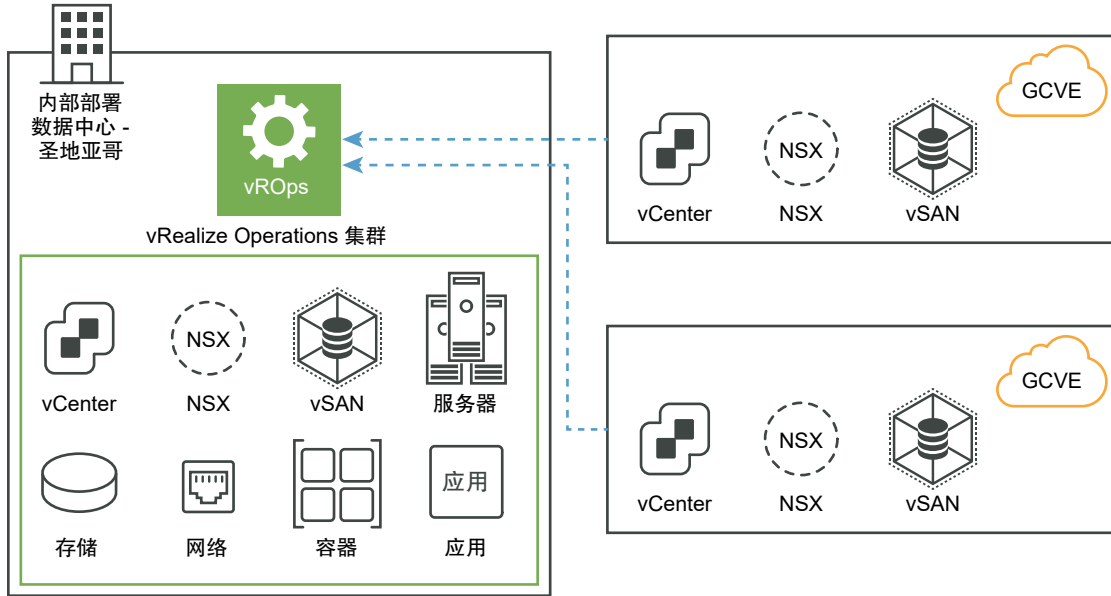 内部部署
数据中心 -
圣地亚哥
vROps
vRealize Operations 集群
NSX
vCenter
NSX
vSAN
服务器
应用
存储
网络
容器
应用
GCVE
NSX
vCenter
NSX
vSAN
GCVE
NSX
vCenter
NSX
vSAN